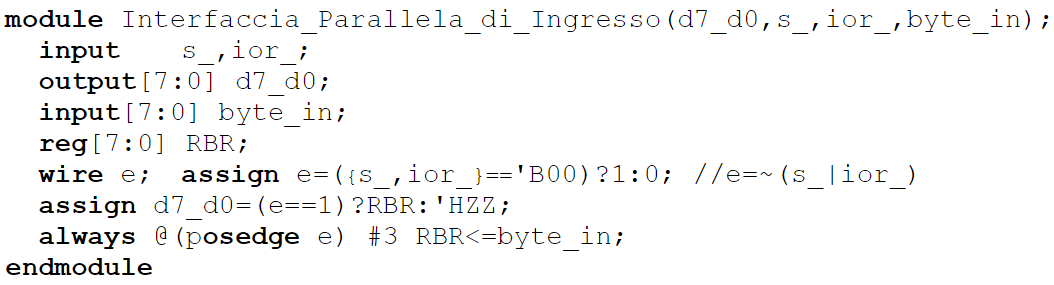 module Interfaccia_Parallela_di_Ingresso(d7_d0,s_,ior_,byte_in);
input s_,ior_;
output[7:0] d7_d0;
input[7:0] byte_in;
reg[7:0] RBR;
wire e; assign e=({s_,ior_}=='B00)?1:0; //e=~(s_|ior_)
assign d7_d0=(e==1)?RBR:'HZZ;
always @(posedge e) #3 RBR<=byte_in;
endmodule